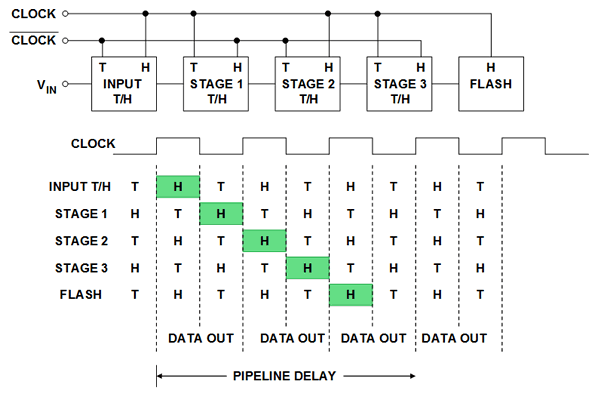 CLOCK
CLOCK
T H T H T H T H H
V_IN INPUT T/H STAGE 1 T/H STAGE 2 T/H STAGE 3 T/H FLASH
CLOCK
INPUT T/H T H T H T H T H T
STAGE 1 H T H T H T H T H
STAGE 2 T H T H T H T H T
STAGE 3 H T H T H T H T H
FLASH T H T H T H T H T
DATA OUT DATA OUT DATA OUT DATA OUT
PIPELINE DELAY